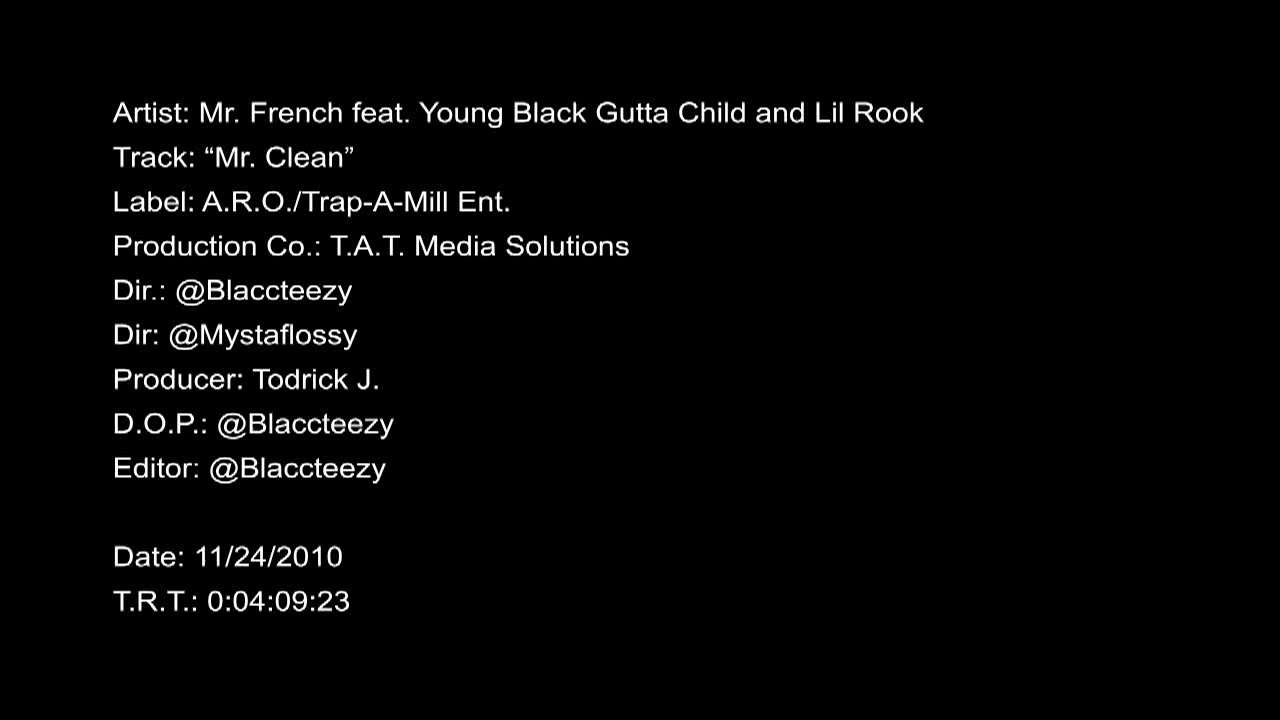 Artist: Mr. French feat. Young Black Gutta Child and Lil Rook
Track: “Mr. Clean”
Label: A.R.O./Trap-A-Mill Ent.
Production Co.: T.A.T. Media Solutions
Dir.: @Blaccteezy
Dir: @Mystaflossy
Producer: Todrick J.
D.O.P.: @Blaccteezy
Editor: @Blaccteezy
Date: 11/24/2010
T.R.T.: 0:04:09:23